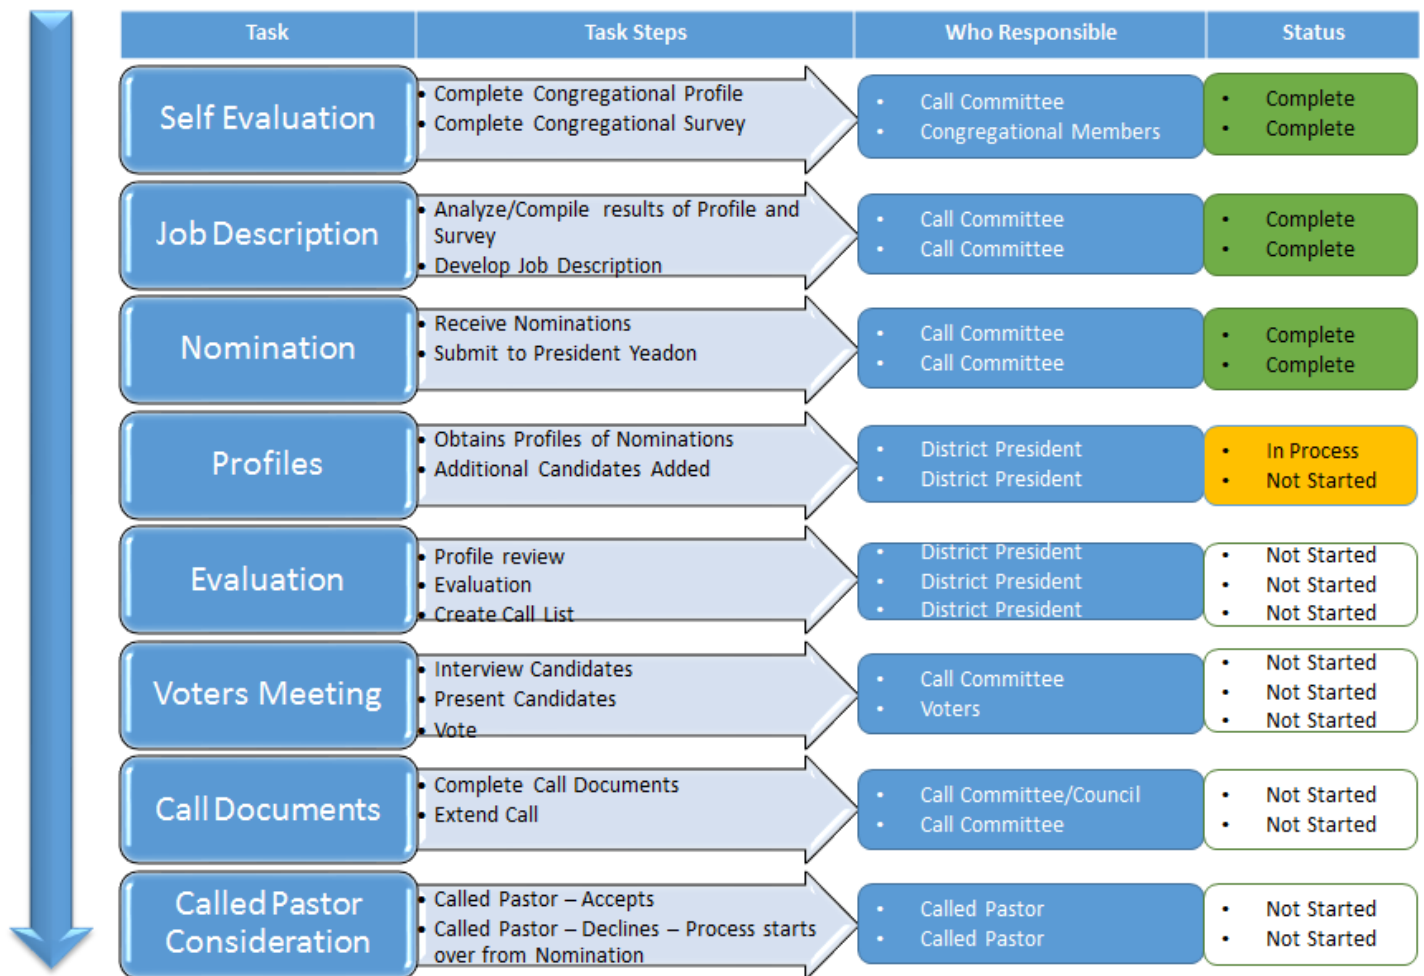 Task
Task Steps
Who Responsible
Status
Self Evaluation
• Complete Congregational Profile
• Complete Congregational Survey
• Call Committee
• Congregational Members
• Complete
• Complete
Job Description
• Analyze/Compile results of Profile and
Survey
• Develop Job Description
• Call Committee
• Call Committee
• Complete
• Complete
Nomination
• Receive Nominations
• Submit to President Yeadon
• Call Committee
• Call Committee
• Complete
• Complete
Profiles
• Obtains Profiles of Nominations
• Additional Candidates Added
• District President
• District President
• In Process
• Not Started
Evaluation
• Profile review
• Evaluation
• Create Call List
• District President
• District President
• District President
• Not Started
• Not Started
• Not Started
Voters Meeting
• Interview Candidates
• Present Candidates
• Vote
• Call Committee
• Voters
• Not Started
• Not Started
• Not Started
Call Documents
• Complete Call Documents
• Extend Call
• Call Committee/Council
• Call Committee
• Not Started
• Not Started
Called Pastor
Consideration
• Called Pastor – Accepts
• Called Pastor – Declines – Process starts
over from Nomination
• Called Pastor
• Called Pastor
• Not Started
• Not Started